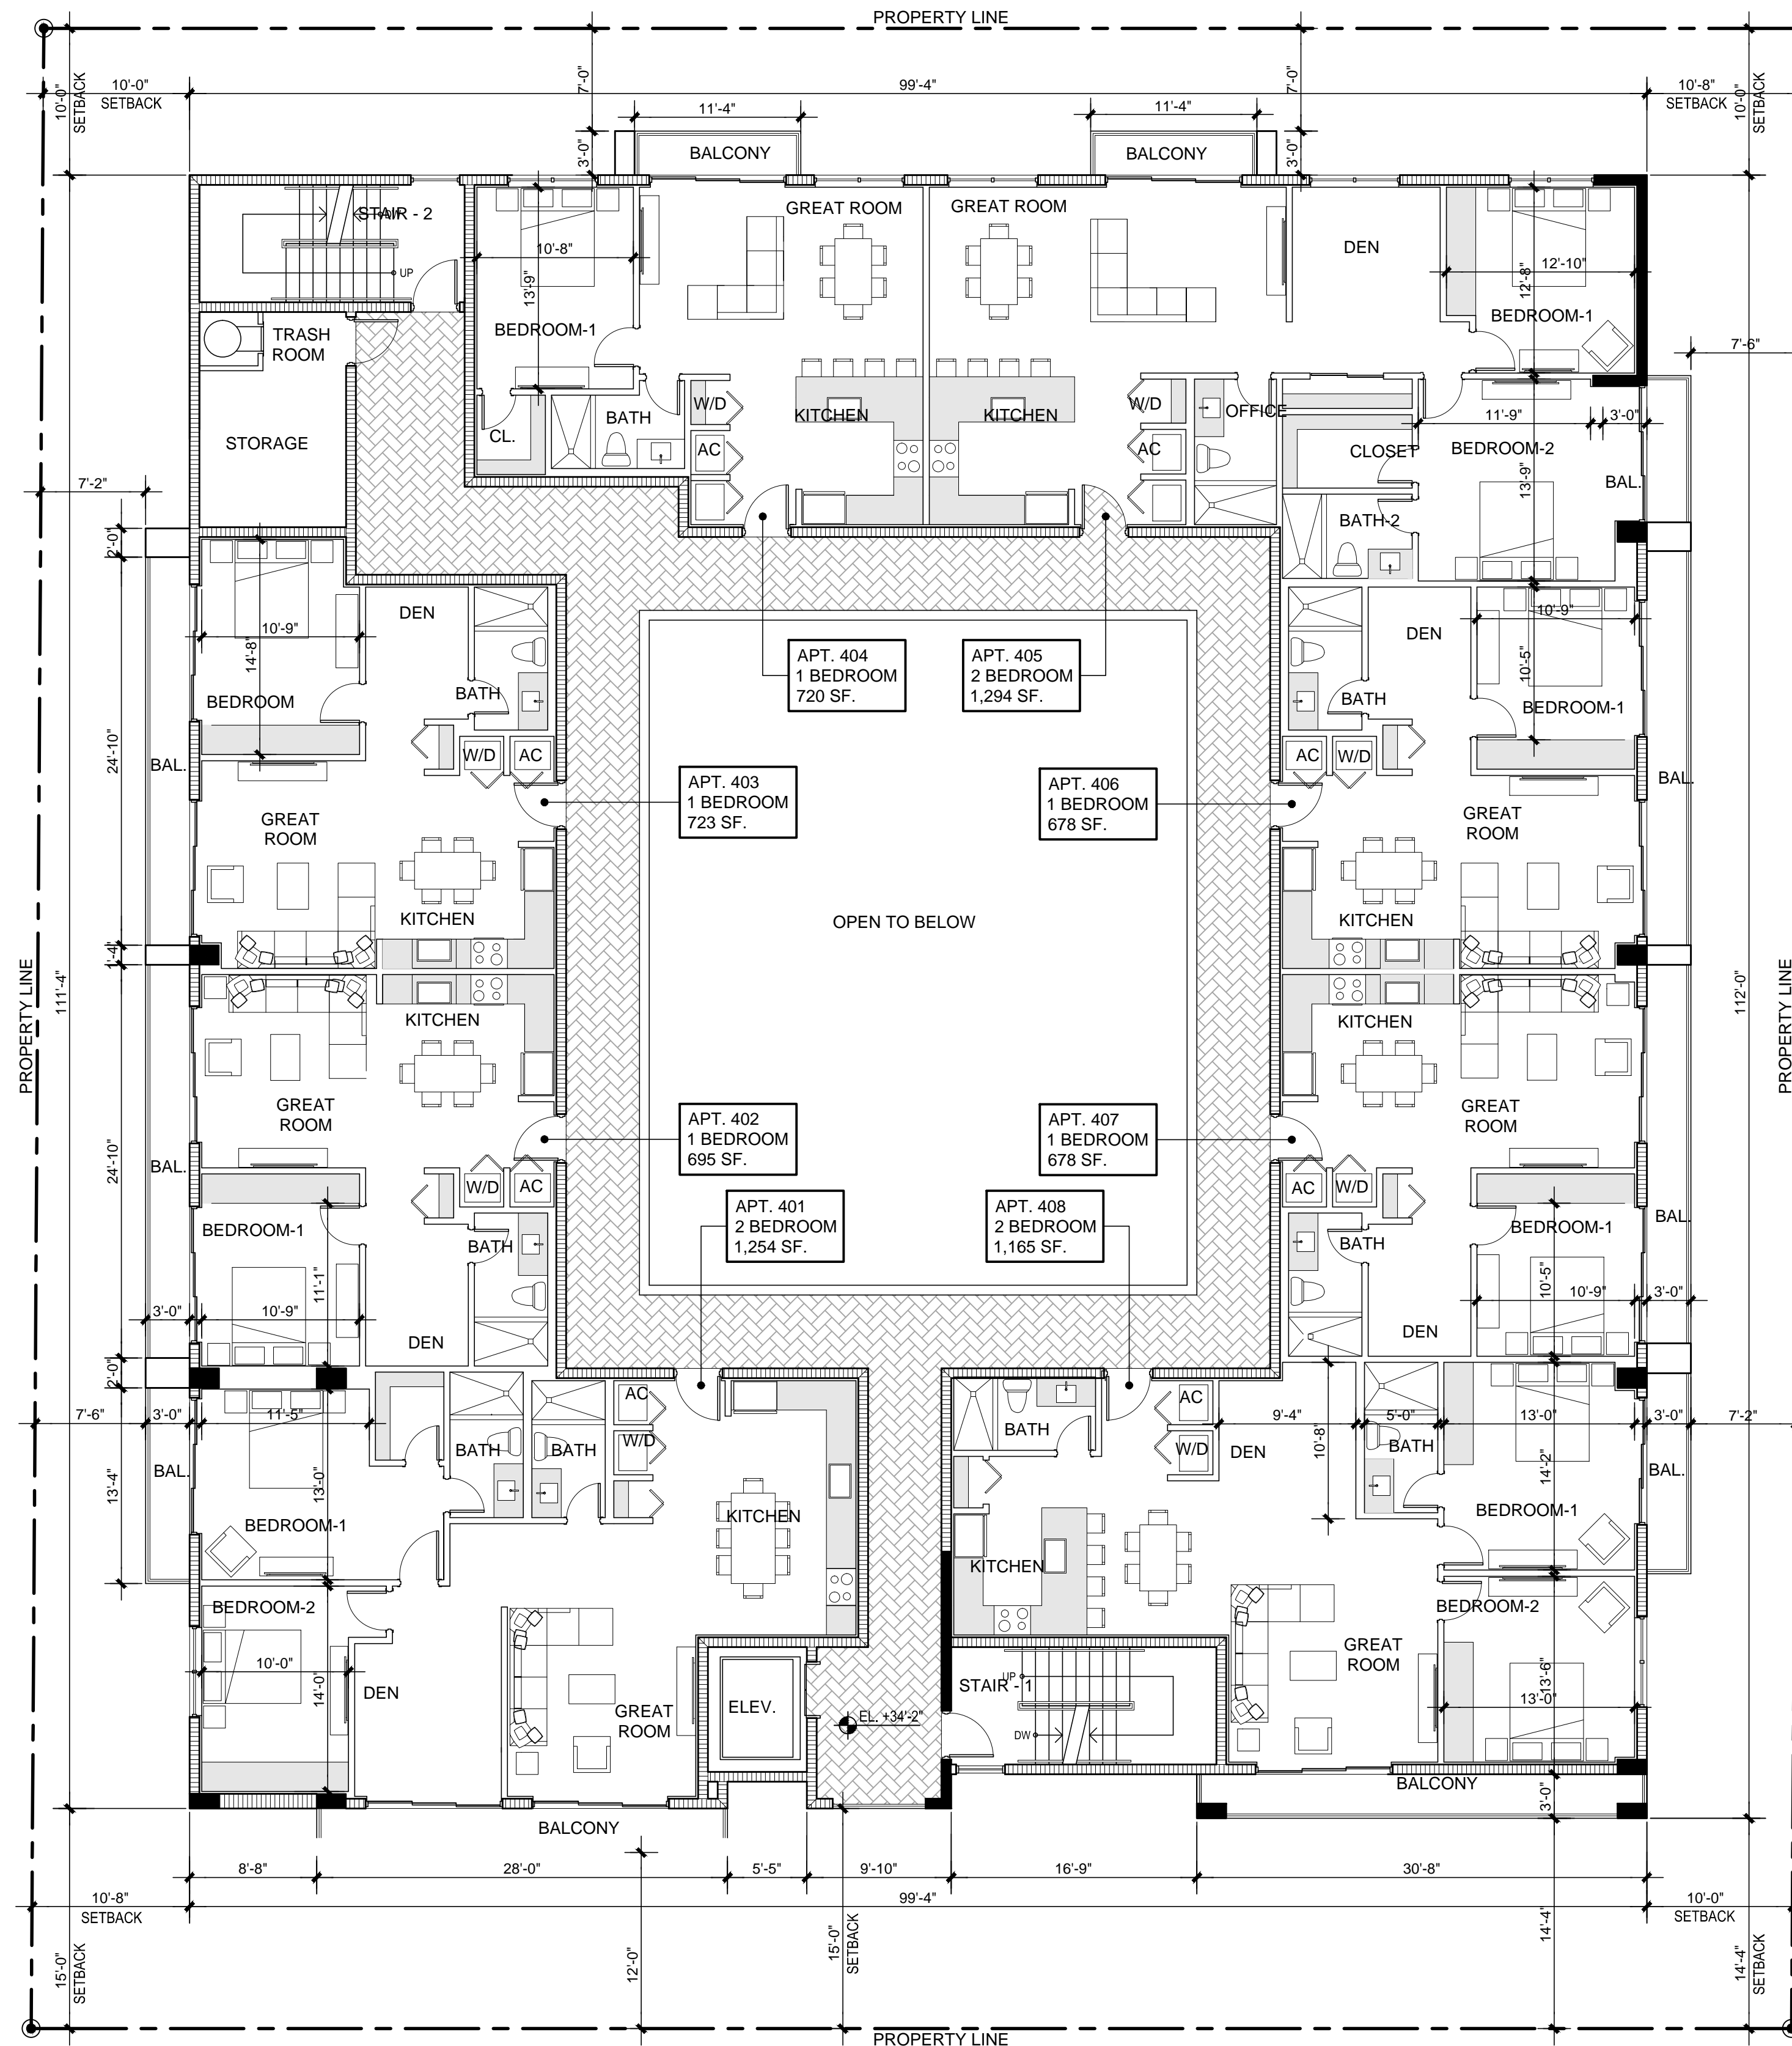 PROPERTY LINE
10'-0"
SETBACK
10'-0"
SETBACK
7'-0"
99'-4"
7'-0"
10'-8"
SETBACK
10'-0"
SETBACK
11'-4"
11'-4"
3'-0"
BALCONY
BALCONY
3'-0"
STAIR - 2
UP
GREAT ROOM
GREAT ROOM
DEN
10'-8"
13'-9"
BEDROOM-1
12'-10"
12'-8"
BEDROOM-1
TRASH
ROOM
7'-6"
W/D
KITCHEN
KITCHEN
W/D
OFFICE
BATH
CL.
AC
AC
11'-9"
3'-0"
STORAGE
CLOSET
BEDROOM-2
13'-9"
BAL.
7'-2"
BATH-2
2'-0"
DEN
10'-9"
14'-8"
BEDROOM
BATH
W/D
AC
BAL.
24'-10"
GREAT
ROOM
KITCHEN
APT. 404
1 BEDROOM
720 SF.
APT. 405
2 BEDROOM
1,294 SF.
APT. 403
1 BEDROOM
723 SF.
APT. 406
1 BEDROOM
678 SF.
DEN
10'-9"
10'-5"
BEDROOM-1
BATH
AC
W/D
BAL.
GREAT
ROOM
KITCHEN
OPEN TO BELOW
1'-4"
PROPERTY LINE
111'-4"
112'-0"
PROPERTY LINE
KITCHEN
GREAT
ROOM
24'-10"
BAL.
W/D
AC
BEDROOM-1
BATH
11'-1"
10'-9"
3'-0"
DEN
2'-0"
APT. 402
1 BEDROOM
695 SF.
APT. 407
1 BEDROOM
678 SF.
APT. 401
2 BEDROOM
1,254 SF.
APT. 408
2 BEDROOM
1,165 SF.
KITCHEN
GREAT
ROOM
AC
W/D
BEDROOM-1
BAL.
BATH
10'-5"
10'-9"
3'-0"
DEN
7'-6"
3'-0"
11'-5"
AC
W/D
BATH
BATH
BAL.
13'-4"
13'-0"
BEDROOM-1
KITCHEN
BEDROOM-2
10'-0"
14'-0"
DEN
GREAT
ROOM
ELEV.
EL. +34'-2"
BATH
AC
W/D
DEN
9'-4"
10'-8"
5'-0"
BATH
13'-0"
3'-0"
7'-2"
14'-2"
BAL.
BEDROOM-1
KITCHEN
BEDROOM-2
GREAT
ROOM
13'-6"
13'-0"
STAIR - 1
UP
DW
BALCONY
3'-0"
BALCONY
8'-8"
28'-0"
5'-5"
9'-10"
16'-9"
30'-8"
10'-8"
SETBACK
99'-4"
10'-0"
SETBACK
15'-0"
SETBACK
12'-0"
15'-0"
SETBACK
14'-4"
14'-4"
SETBACK
PROPERTY LINE